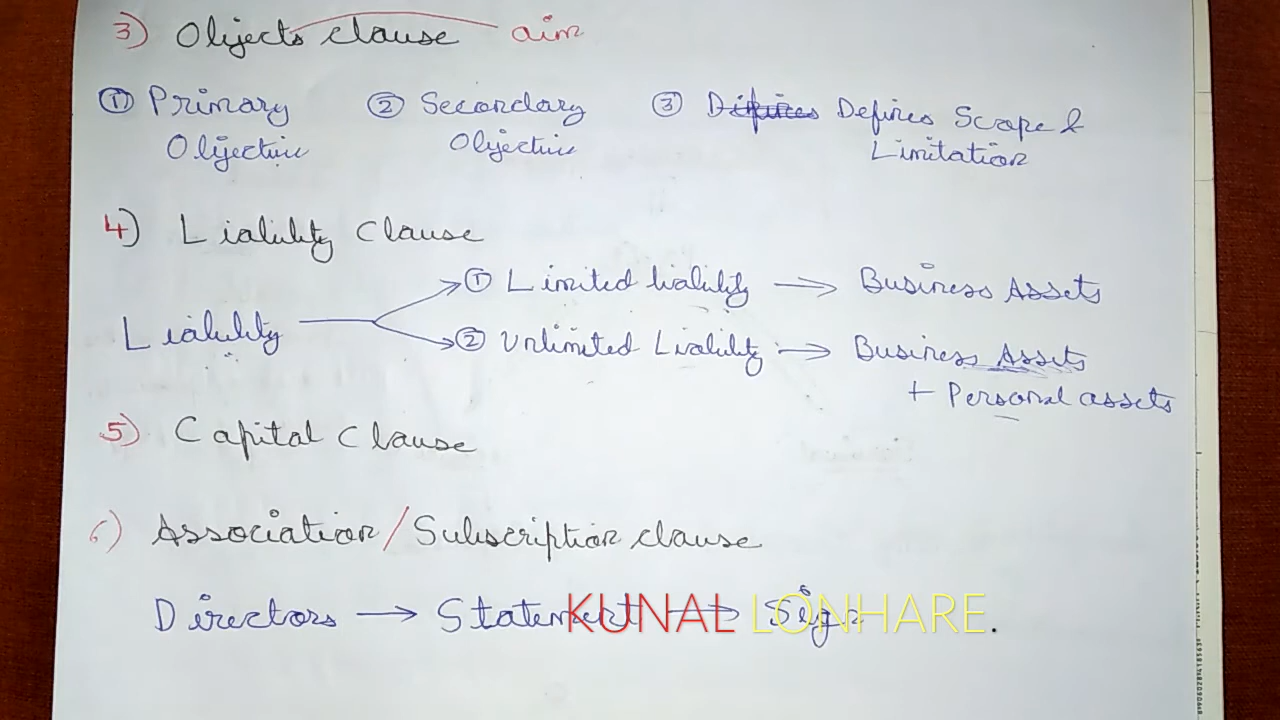 3) Objects clause aim
① Primary Objective ② Secondary Objective ③ Defines Scope & Limitation
4) Liability Clause
Liability
① Limited liability → Business Assets
② Unlimited Liability → Business Assets
+ Personal assets
5) Capital Clause
6) Association/Subscription clause
Directors → Statement → Sign
KUNAL LONHARE.